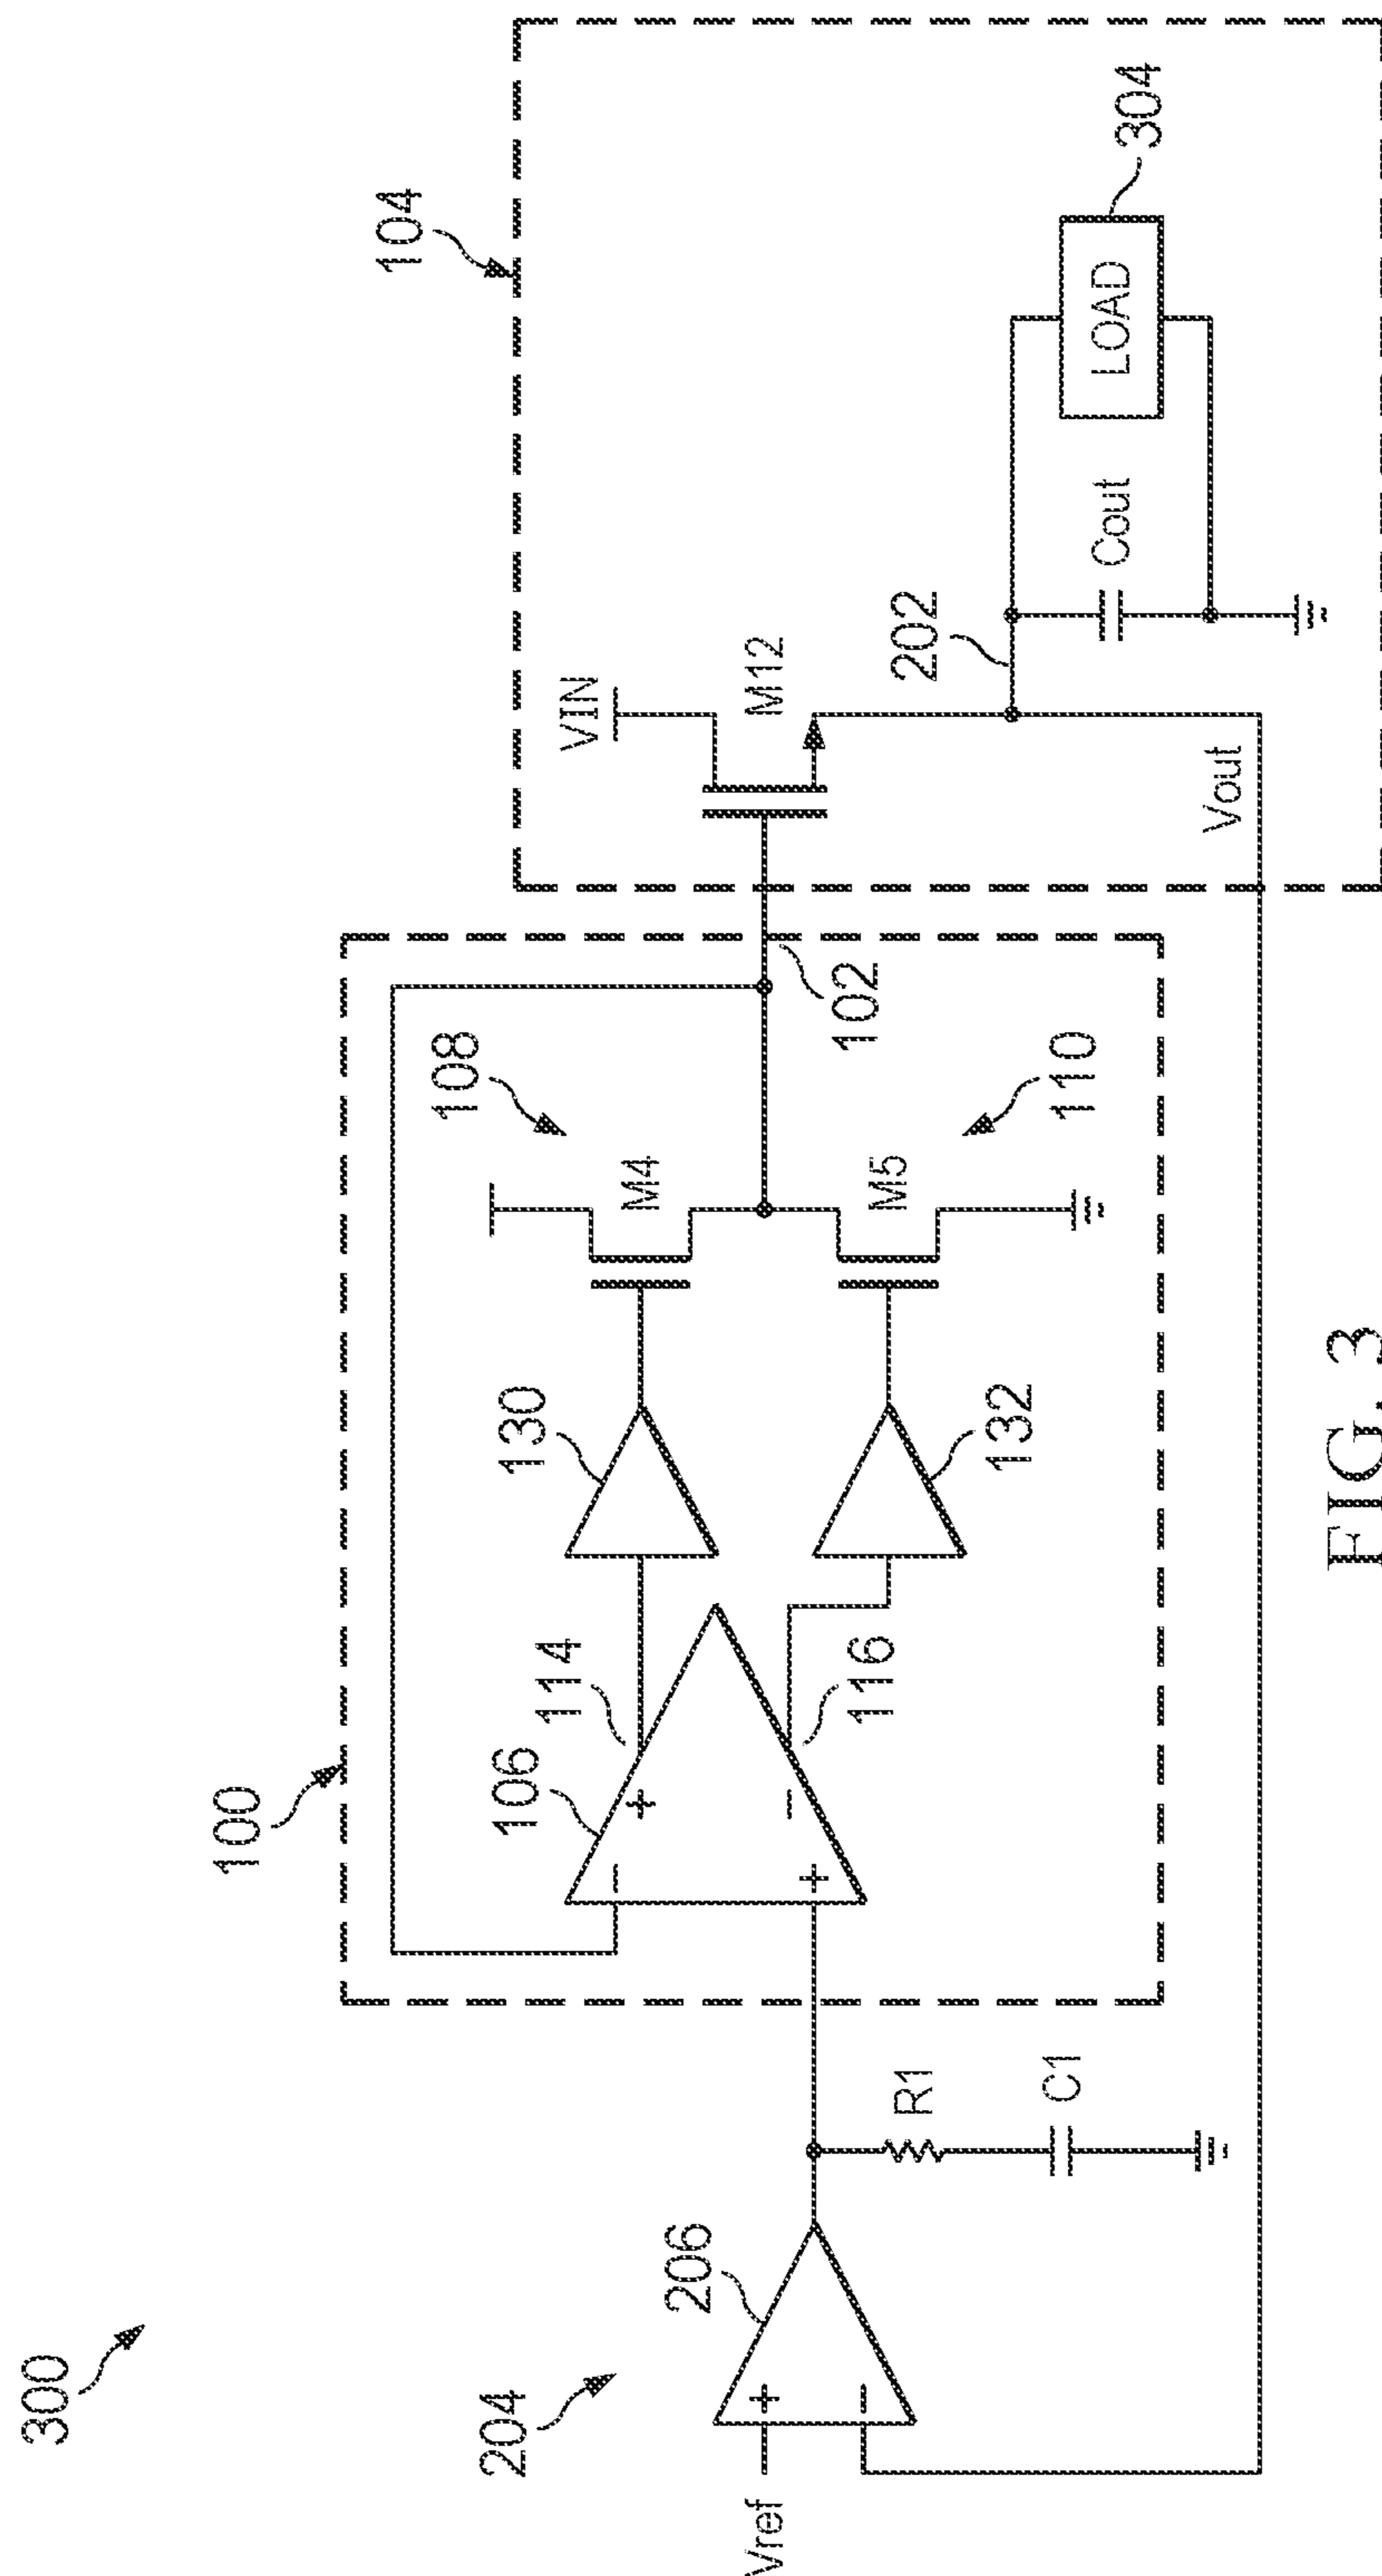 300
204
206
Vref
R1
C1
100
106
114
116
+
−
−
+
+
−
130
132
108
M4
M5
110
102
104
VIN
M12
202
Vout
Cout
LOAD
304
FIG. 3